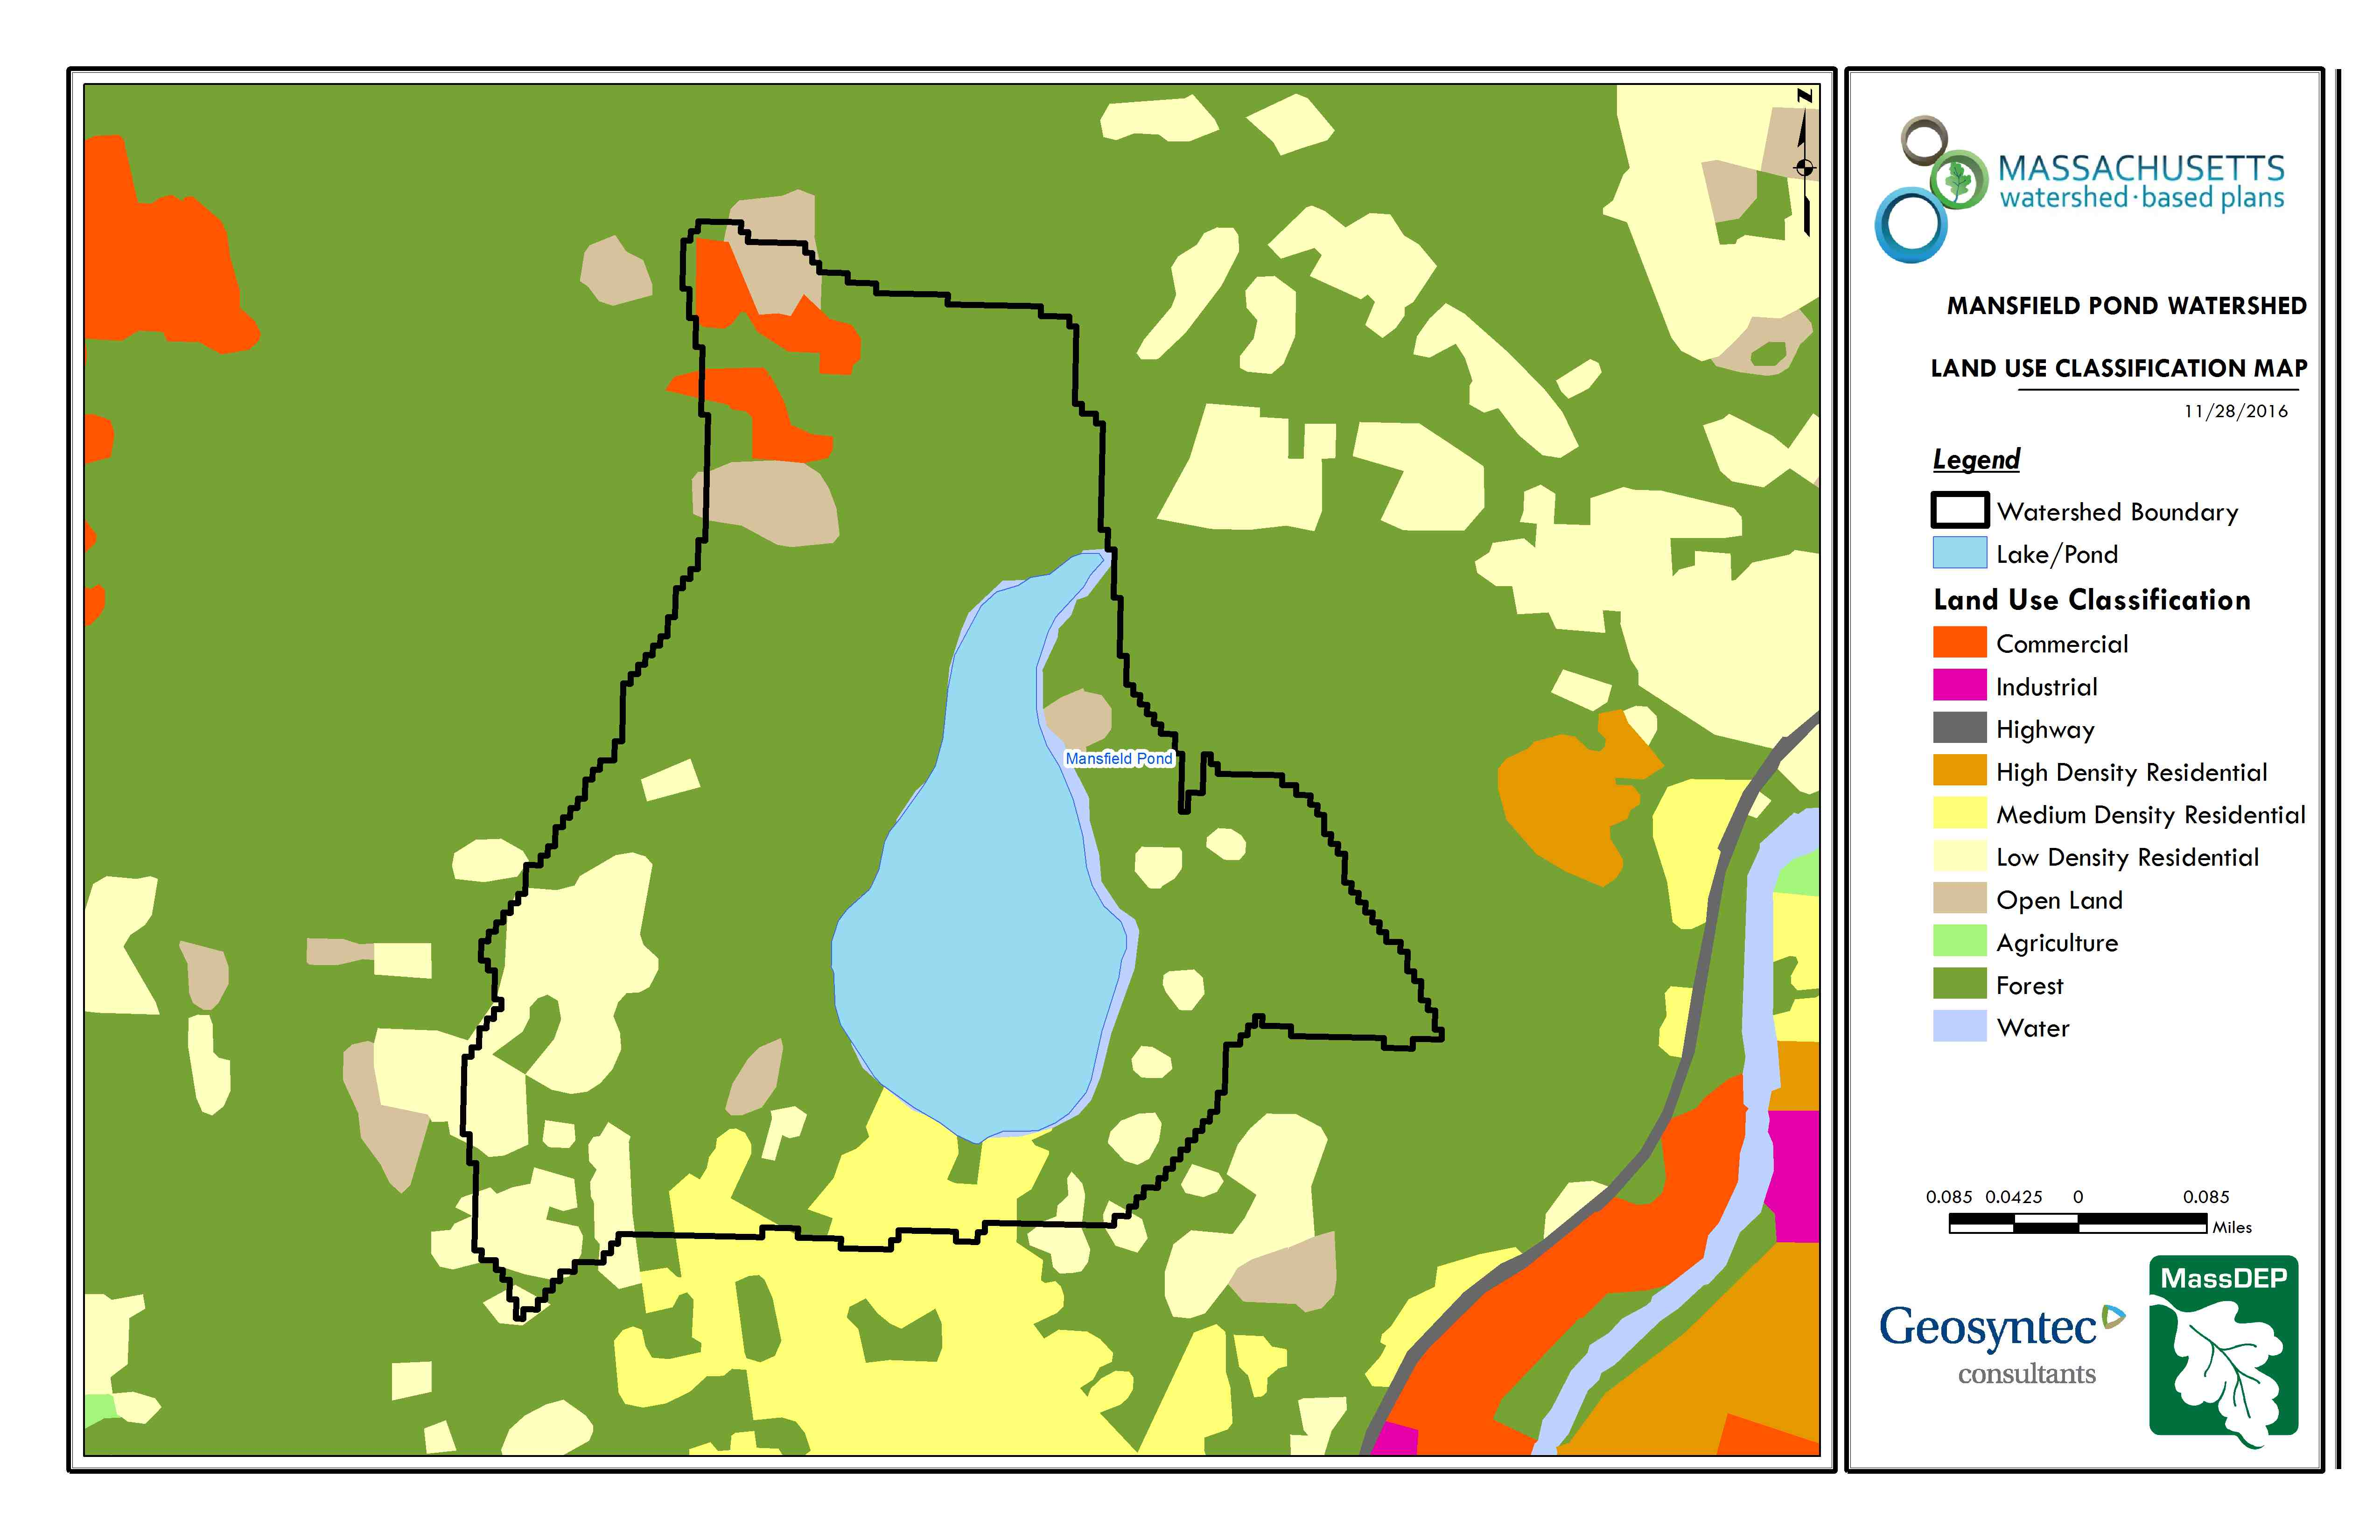 N
Mansfield Pond
MASSACHUSETTS
watershed·based plans
MANSFIELD POND WATERSHED
LAND USE CLASSIFICATION MAP
11/28/2016
Legend
Watershed Boundary
Lake/Pond
Land Use Classification
Commercial
Industrial
Highway
High Density Residential
Medium Density Residential
Low Density Residential
Open Land
Agriculture
Forest
Water
0.085 0.0425 0 0.085
Miles
Geosyntec
consultants
MassDEP